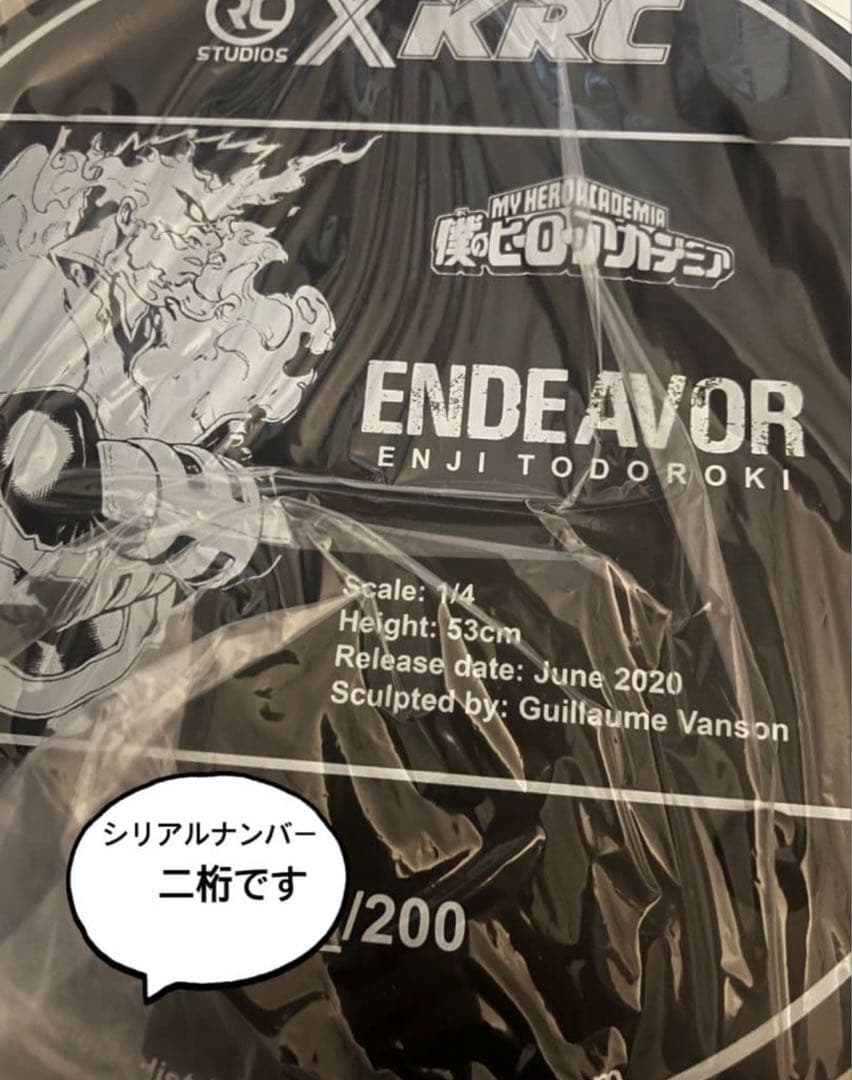 RC
STUDIOS X KRC
MY HERO ACADEMIA
僕のヒーローアカデミア
ENDEAVOR
ENJI TODOROKI
Scale: 1/4
Height: 53cm
Release date: June 2020
Sculpted by: Guillaume Vanson
シリアルナンバー
二桁です
/200